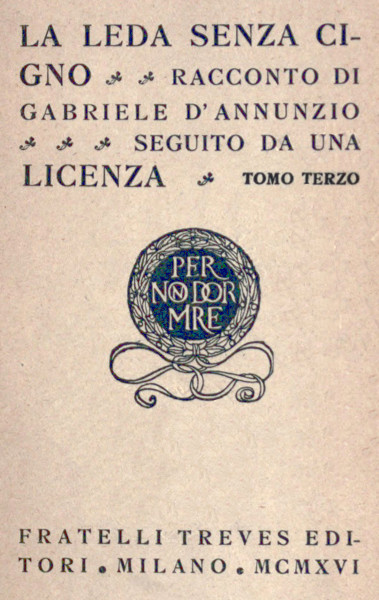 LA LEDA SENZA CI-
GNO RACCONTO DI
GABRIELE D'ANNUNZIO
SEGUITO DA UNA
LICENZA TOMO TERZO
PER
NON DOR
MIRE
FRATELLI TREVES EDI-
TORI • MILANO • MCMXVI